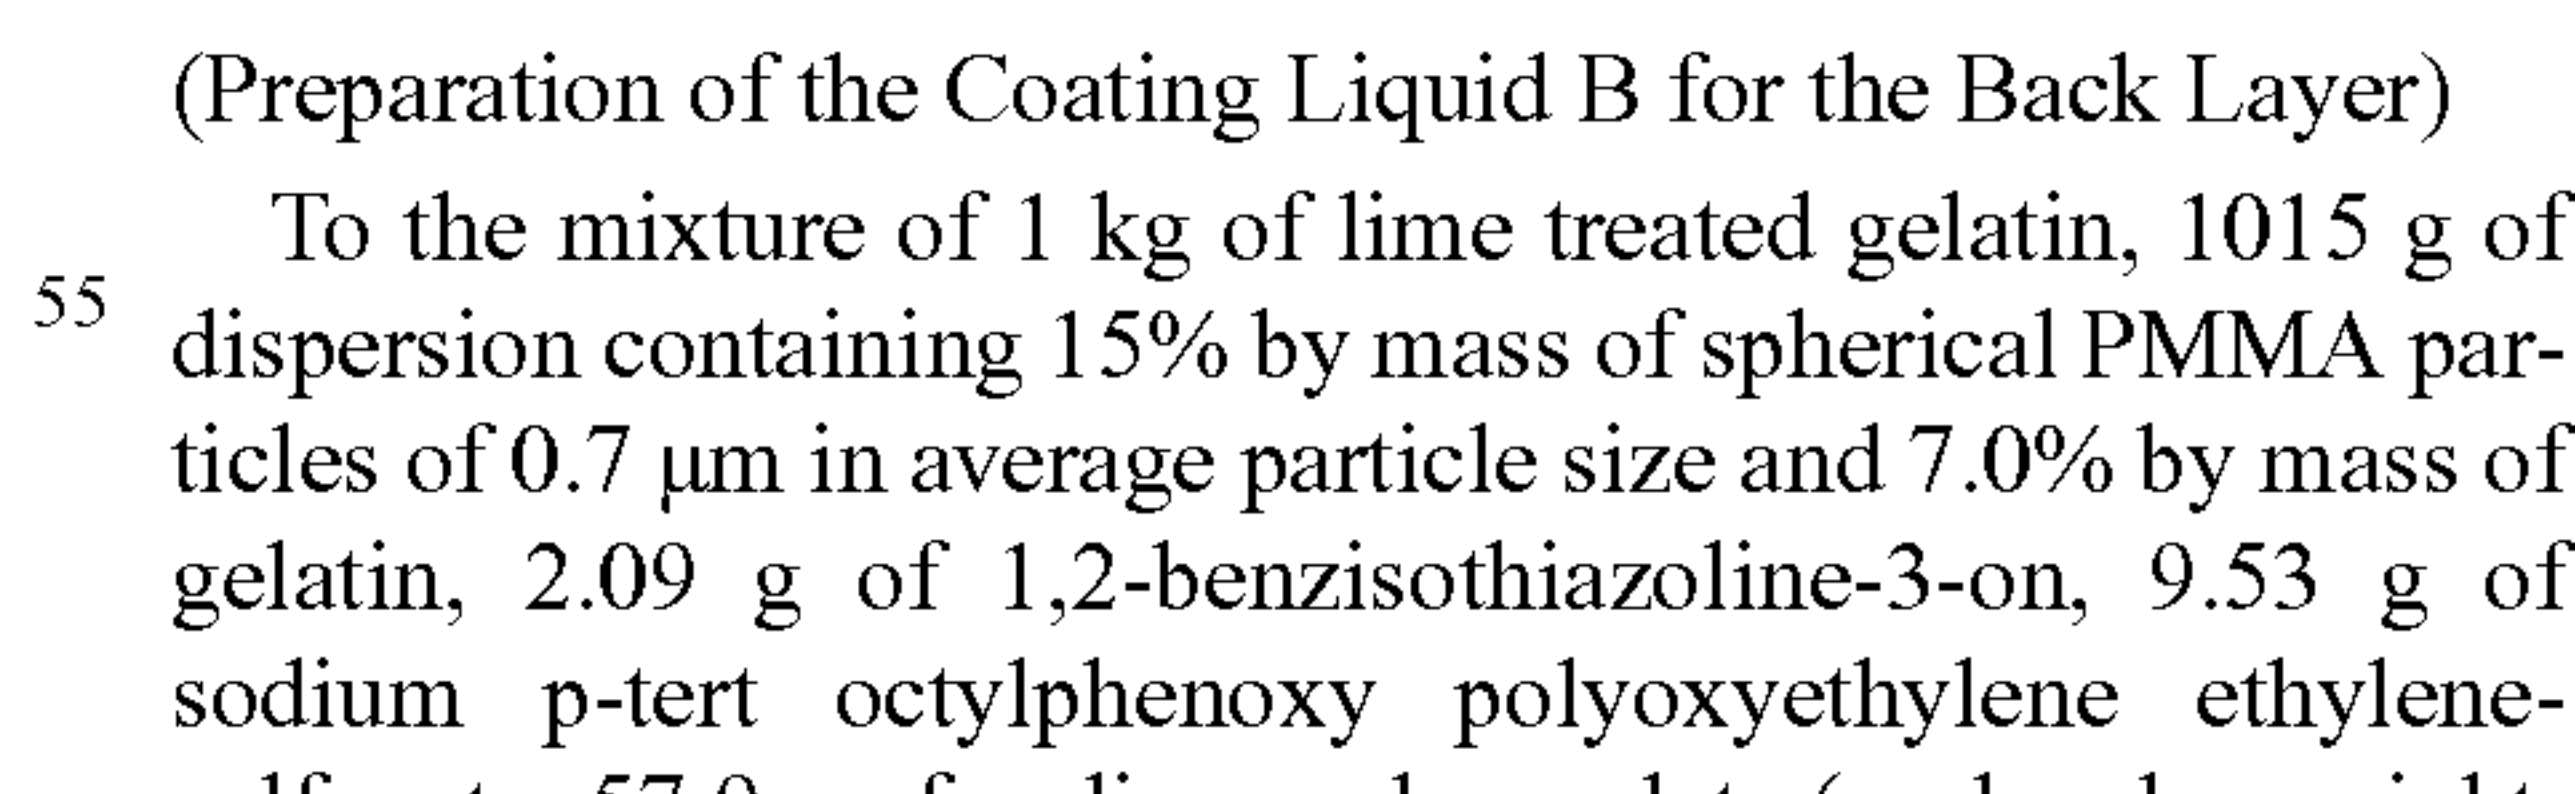 (Preparation of the Coating Liquid B for the Back Layer)
To the mixture of 1 kg of lime treated gelatin, 1015 g of
55
dispersion containing 15% by mass of spherical PMMA par-
ticles of 0.7 μm in average particle size and 7.0% by mass of
gelatin, 2.09 g of 1,2-benzisothiazoline-3-on, 9.53 g of
sodium p-tert octylphenoxy polyoxyethylene ethylene-